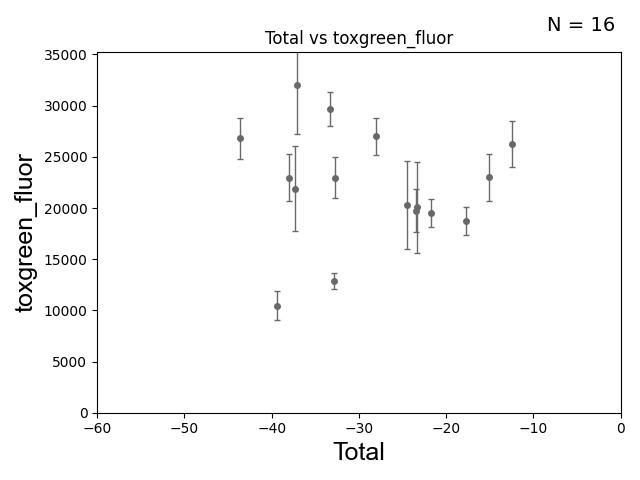 N = 16
Total vs toxgreen_fluor
35000
30000
25000
20000
15000
10000
5000
0
toxgreen_fluor
−60 −50 −40 −30 −20 −10 0
Total